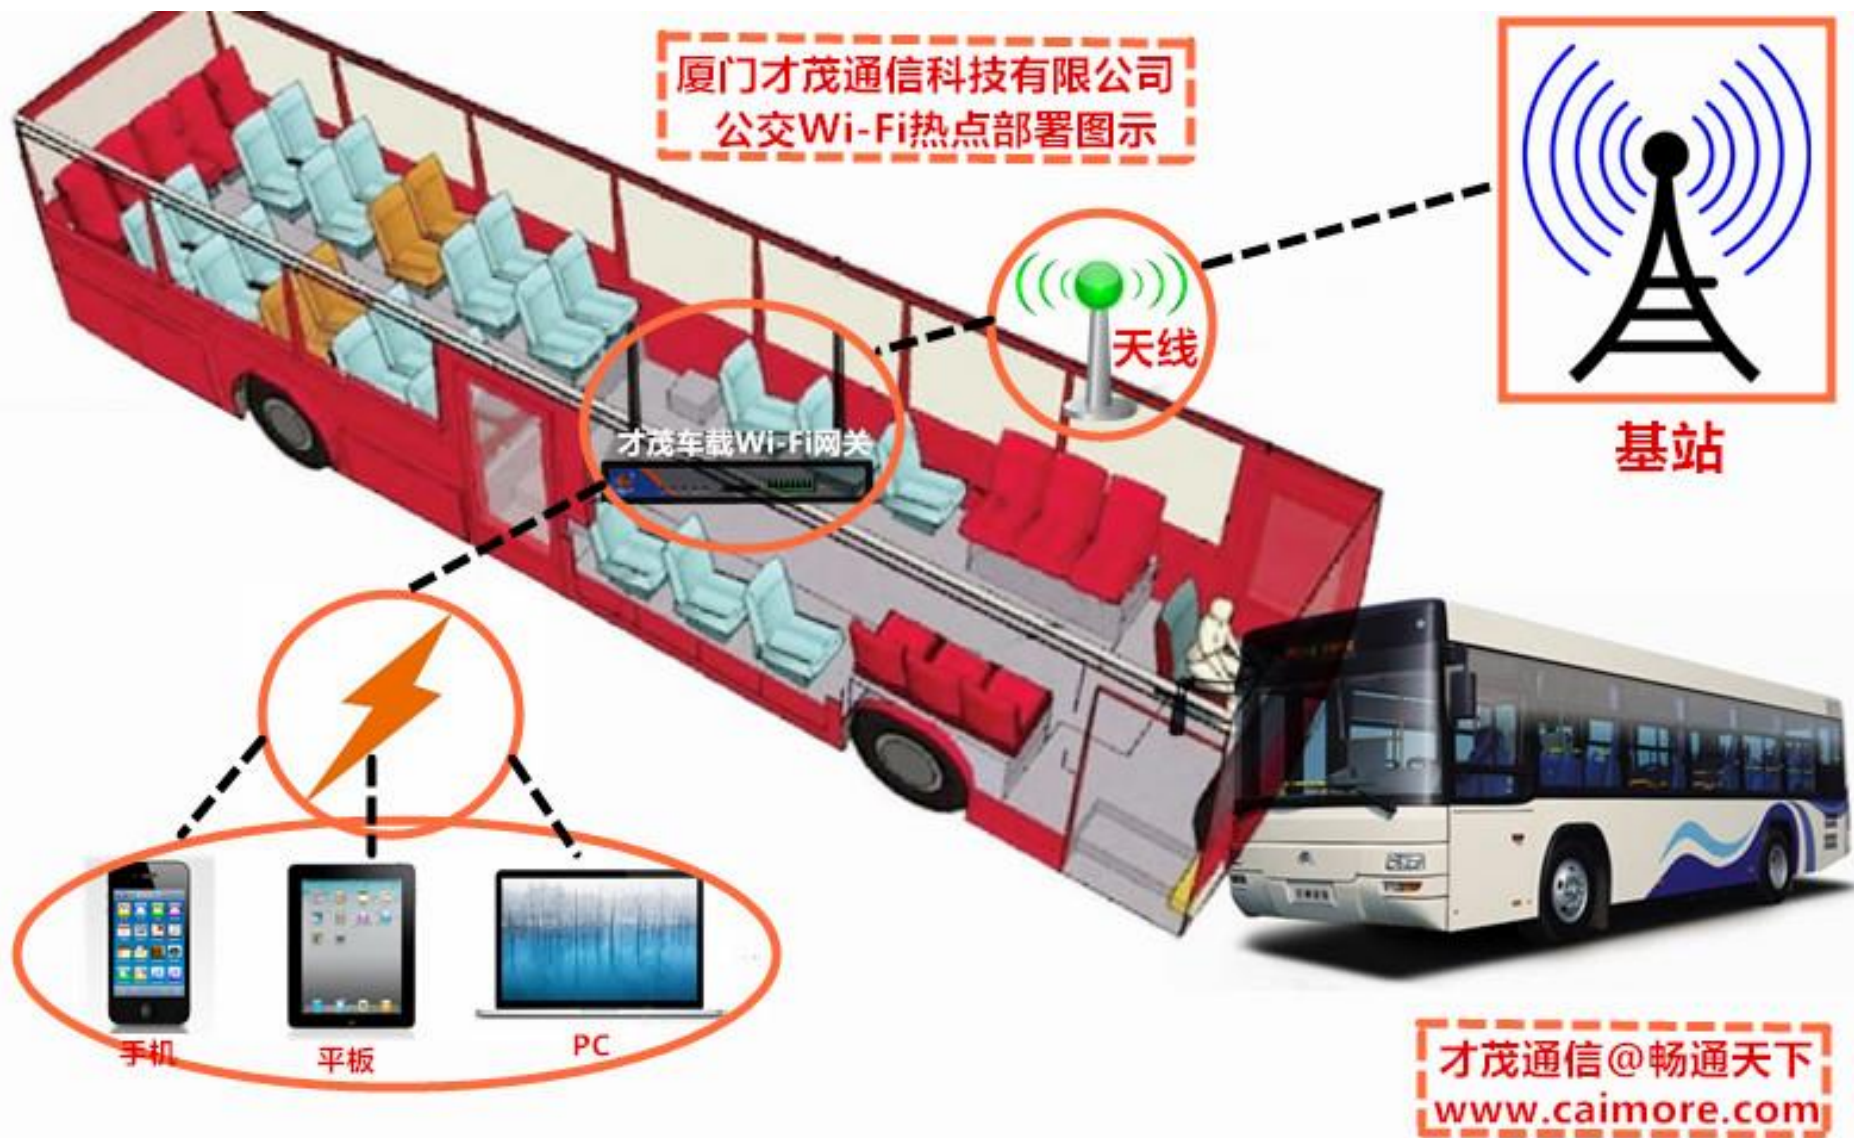 厦门才茂通信科技有限公司
公交Wi-Fi热点部署图示
天线
基站
才茂车载Wi-Fi网关
手机
平板
PC
才茂通信@畅通天下
www.caimore.com